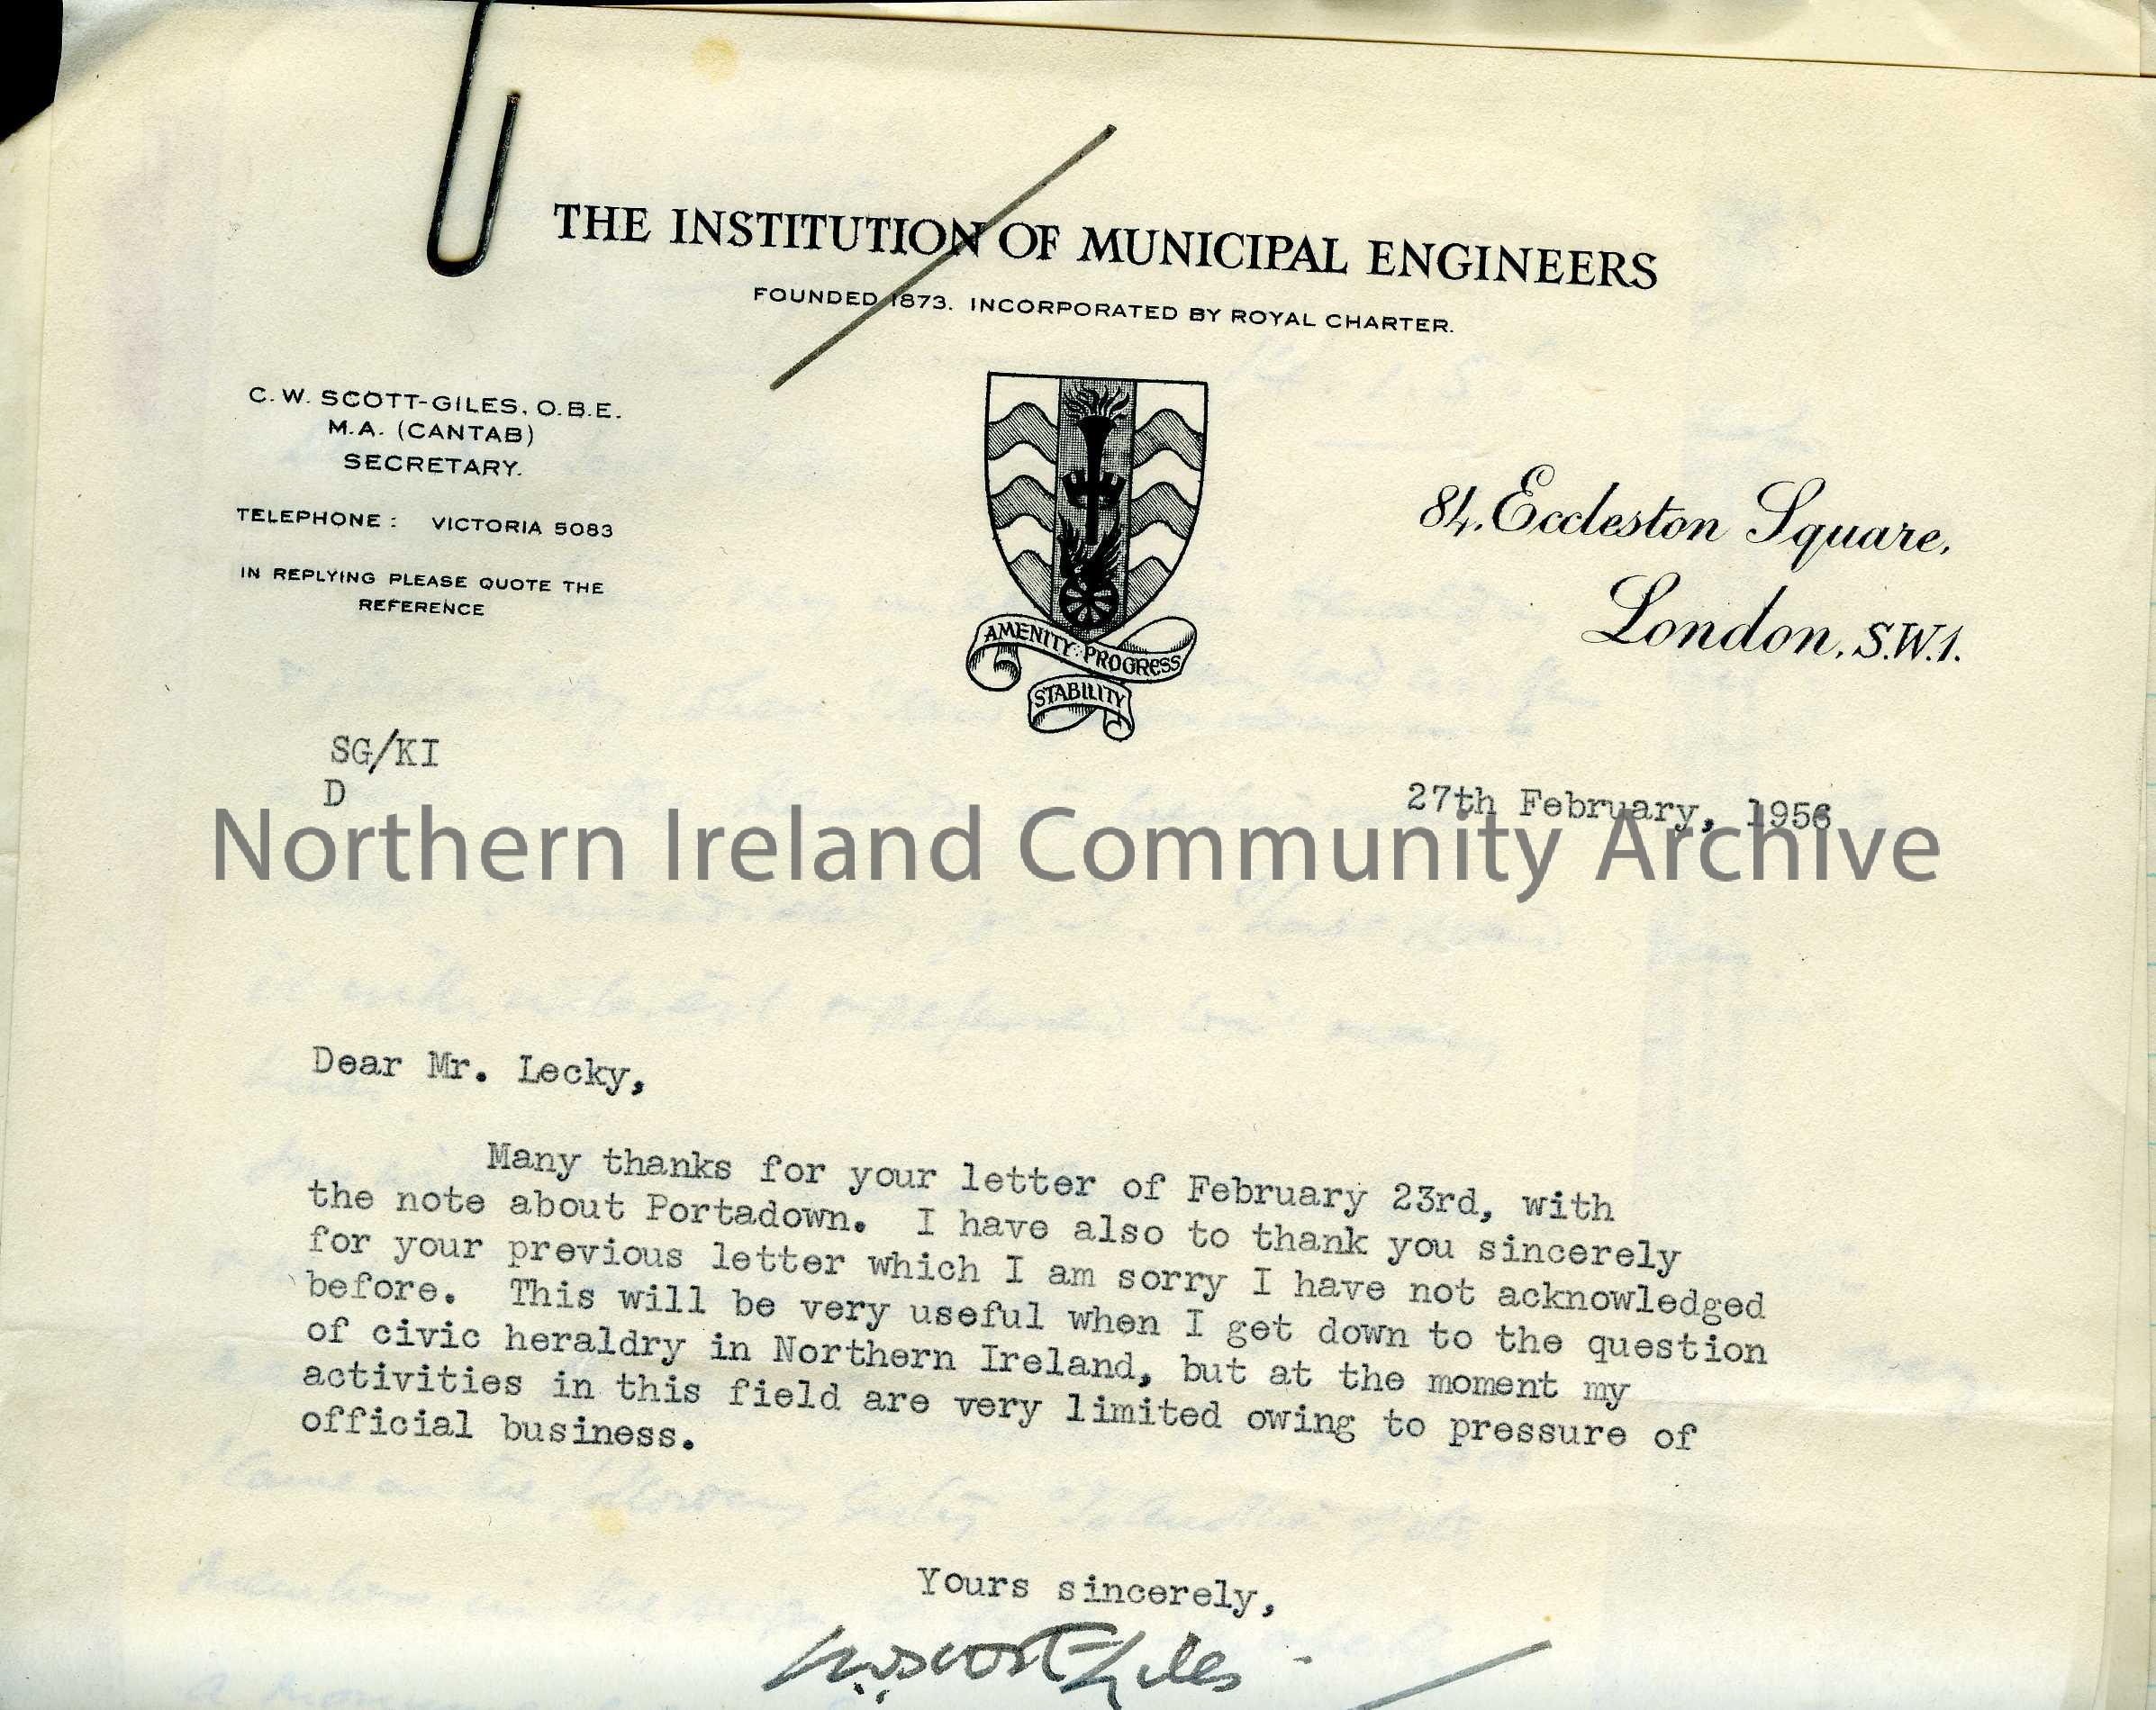 THE INSTITUTION OF MUNICIPAL ENGINEERS
FOUNDED 1873. INCORPORATED BY ROYAL CHARTER.
C. W. SCOTT-GILES, O.B.E.
M.A. (CANTAB)
SECRETARY.
TELEPHONE : VICTORIA 5083
IN REPLYING PLEASE QUOTE THE
REFERENCE
84, Eccleston Square,
London, S.W.1.
AMENITY : PROGRESS
STABILITY
SG/KI
D
27th February, 1956
Northern Ireland Community Archive
Dear Mr. Lecky,
Many thanks for your letter of February 23rd, with
the note about Portadown. I have also to thank you sincerely
for your previous letter which I am sorry I have not acknowledged
before. This will be very useful when I get down to the question
of civic heraldry in Northern Ireland, but at the moment my
activities in this field are very limited owing to pressure of
official business.
Yours sincerely,
C.W. Scott-Giles